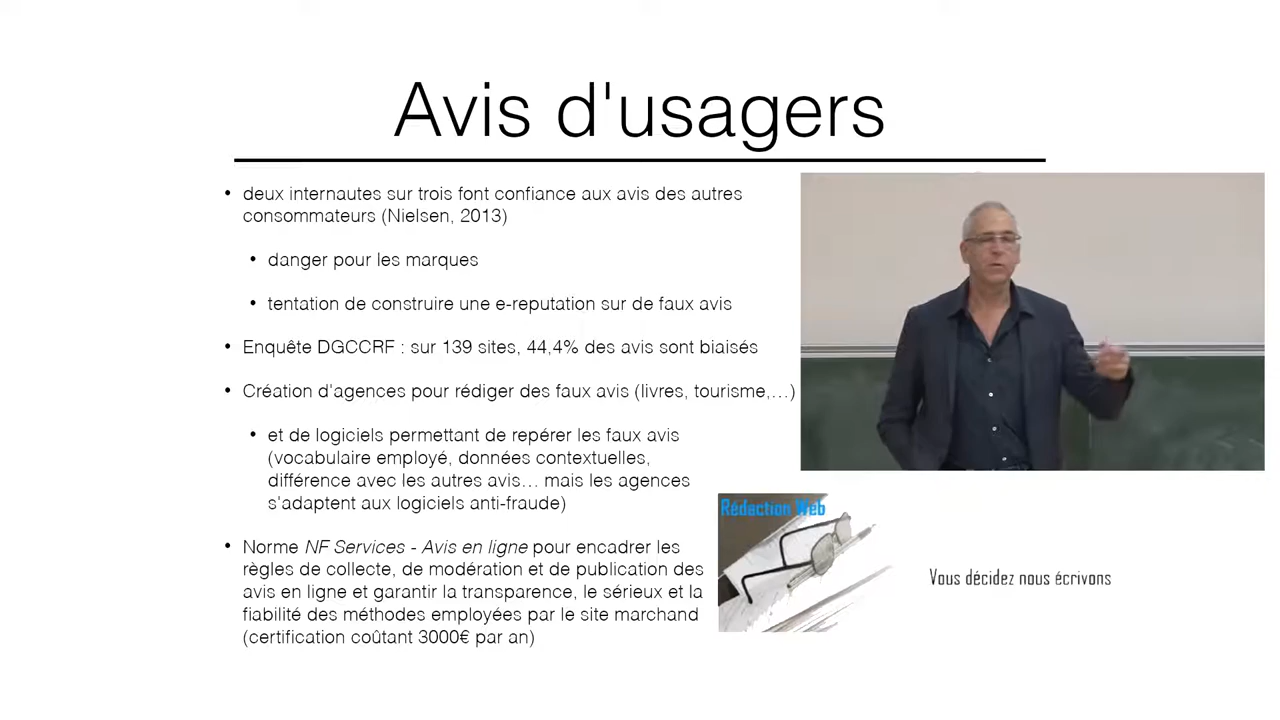 Avis d'usagers
• deux internautes sur trois font confiance aux avis des autres
consommateurs (Nielsen, 2013)
• danger pour les marques
• tentation de construire une e-reputation sur de faux avis
• Enquête DGCCRF : sur 139 sites, 44,4% des avis sont biaisés
• Création d'agences pour rédiger des faux avis (livres, tourisme,…)
• et de logiciels permettant de repérer les faux avis
(vocabulaire employé, données contextuelles,
différence avec les autres avis… mais les agences
s'adaptent aux logiciels anti-fraude)
• Norme NF Services - Avis en ligne pour encadrer les
règles de collecte, de modération et de publication des
avis en ligne et garantir la transparence, le sérieux et la
fiabilité des méthodes employées par le site marchand
(certification coûtant 3000€ par an)
Rédaction Web
Vous décidez nous écrivons